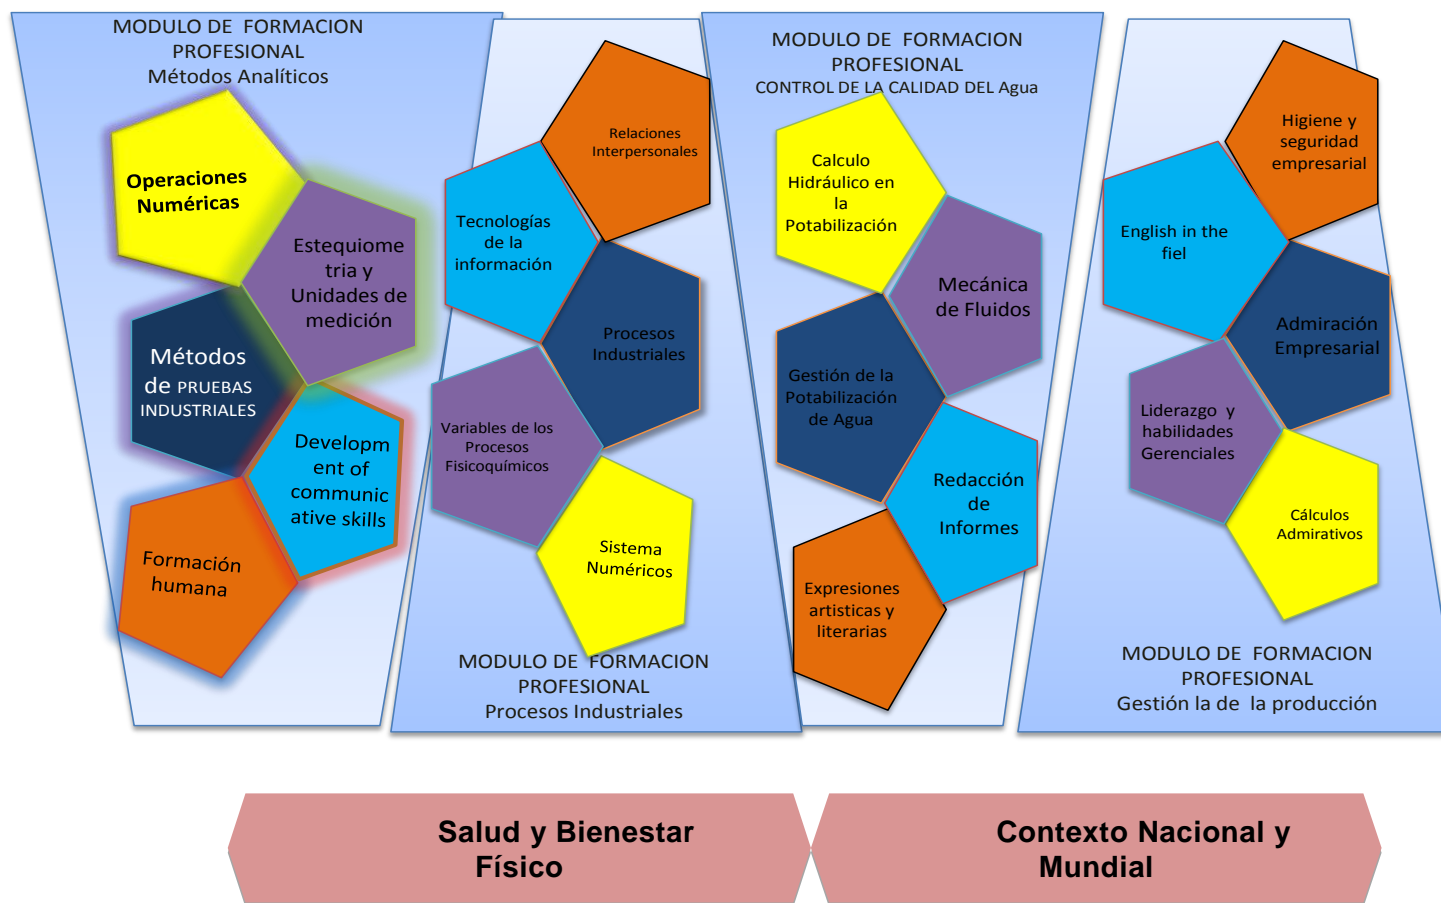 MODULO DE FORMACION
PROFESIONAL
Métodos Analíticos
Operaciones
Numéricas
Estequiome
tria y
Unidades de
medición
Métodos
de PRUEBAS
INDUSTRIALES
Developm
ent of
communic
ative skills
Formación
humana
Relaciones
Interpersonales
Tecnologías
de la
información
Procesos
Industriales
Variables de los
Procesos
Fisicoquímicos
Sistema
Numéricos
MODULO DE FORMACION
PROFESIONAL
Procesos Industriales
MODULO DE FORMACION
PROFESIONAL
CONTROL DE LA CALIDAD DEL Agua
Calculo
Hidráulico en
la
Potabilización
Mecánica
de Fluidos
Gestión de la
Potabilización
de Agua
Redacción
de
Informes
Expresiones
artisticas y
literarias
Higiene y
seguridad
empresarial
English in the
fiel
Admiración
Empresarial
Liderazgo y
habilidades
Gerenciales
Cálculos
Admirativos
MODULO DE FORMACION
PROFESIONAL
Gestión la de la producción
Salud y Bienestar
Físico
Contexto Nacional y
Mundial